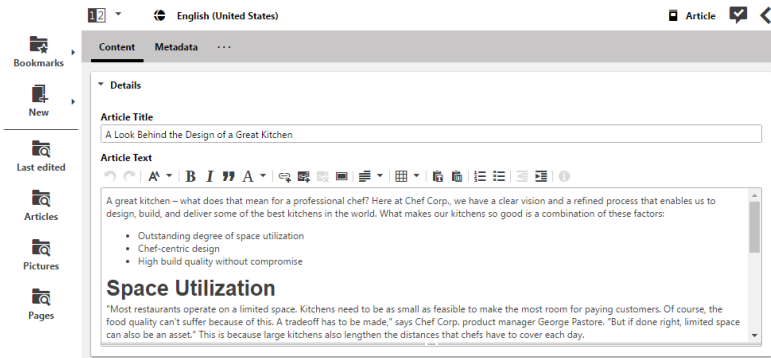 12
English (United States)
Article
Bookmarks
Content
Metadata
...
New
Details
Article Title
A Look Behind the Design of a Great Kitchen
Last edited
Article Text
A
B I A
Articles
A great kitchen – what does that mean for a professional chef? Here at Chef Corp., we have a clear vision and a refined process that enables us to
design, build, and deliver some of the best kitchens in the world. What makes our kitchens so good is a combination of these factors:
• Outstanding degree of space utilization
• Chef-centric design
• High build quality without compromise
Pictures
Space Utilization
"Most restaurants operate on a limited space. Kitchens need to be as small as feasible to make the most room for paying customers. Of course, the
food quality can't suffer because of this. A tradeoff has to be made," says Chef Corp. product manager George Pastore. "But if done right, limited space
can also be an asset." This is because large kitchens also lengthen the distances that chefs have to cover each day.
Pages